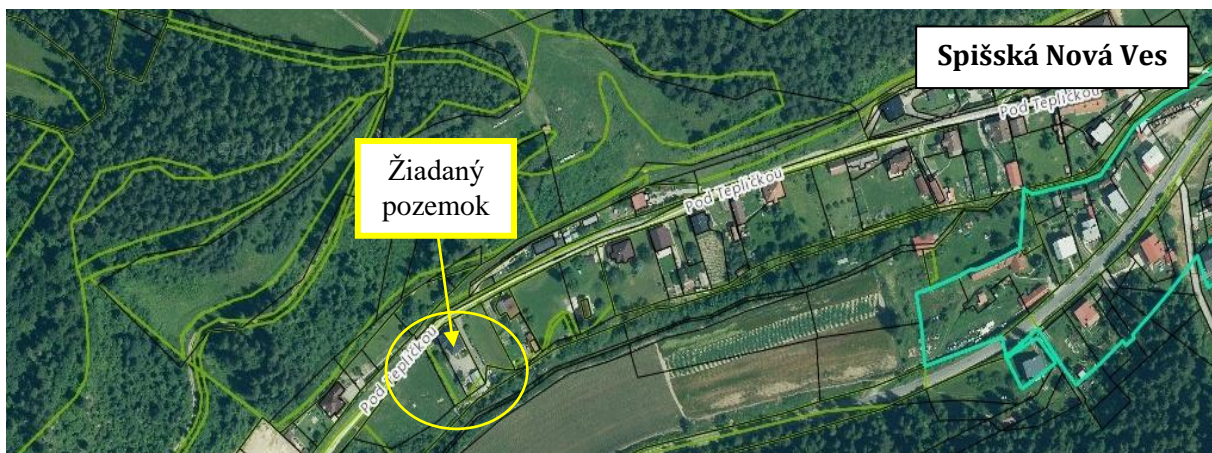 Spišská Nová Ves
Pod Tepličkou
Žiadaný
pozemok
Pod Tepličkou
Pod Tepličkou